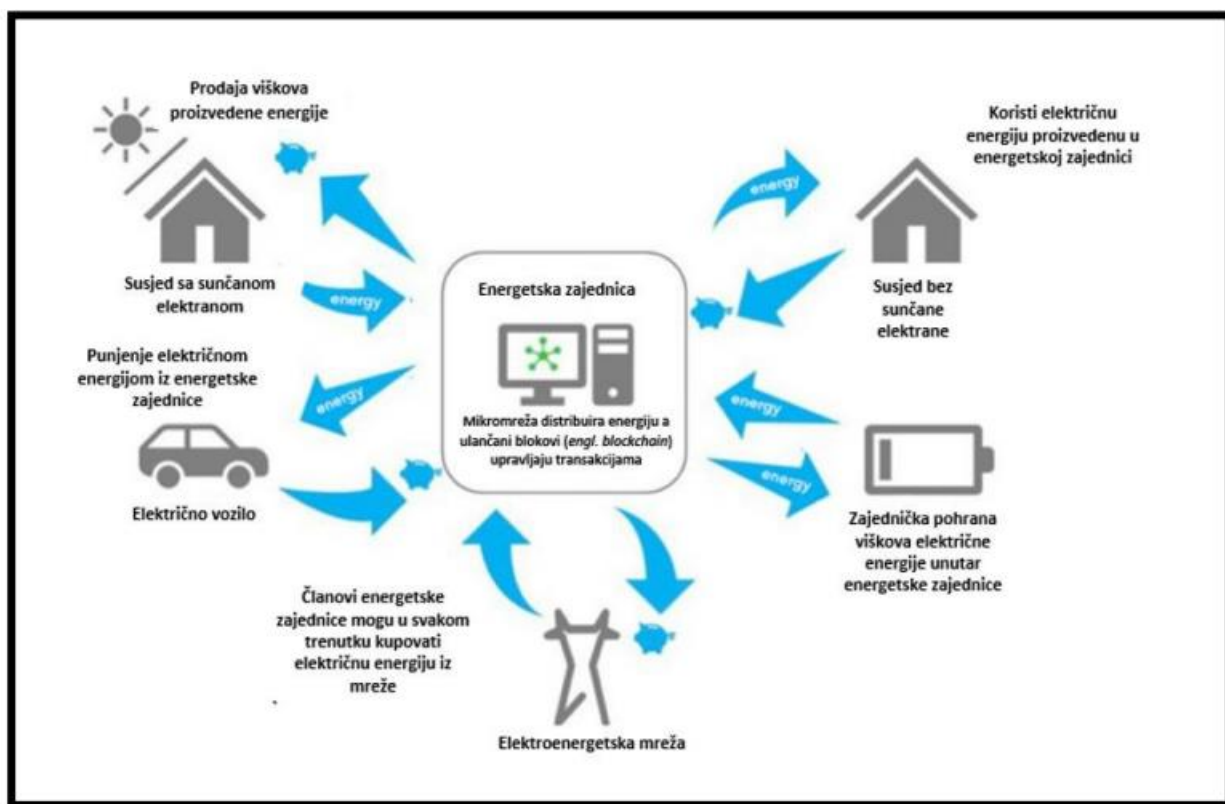 Prodaja viškova
proizvedene energije
Susjed sa sunčanom
elektranom
energy
Koristi električnu
energiju proizvedenu u
energetskoj zajednici
energy
Susjed bez
sunčane
elektrane
Energetska zajednica
Mikromreža distribuira energiju a
ulančani blokovi (engl. blockchain)
upravljaju transakcijama
Punjenje električnom
energijom iz energetske
zajednice
energy
Električno vozilo
energy
energy
Zajednička pohrana
viškova električne
energije unutar
energetske zajednice
Članovi energetske
zajednice mogu u svakom
trenutku kupovati
električnu energiju iz
mreže
Elektroenergetska mreža